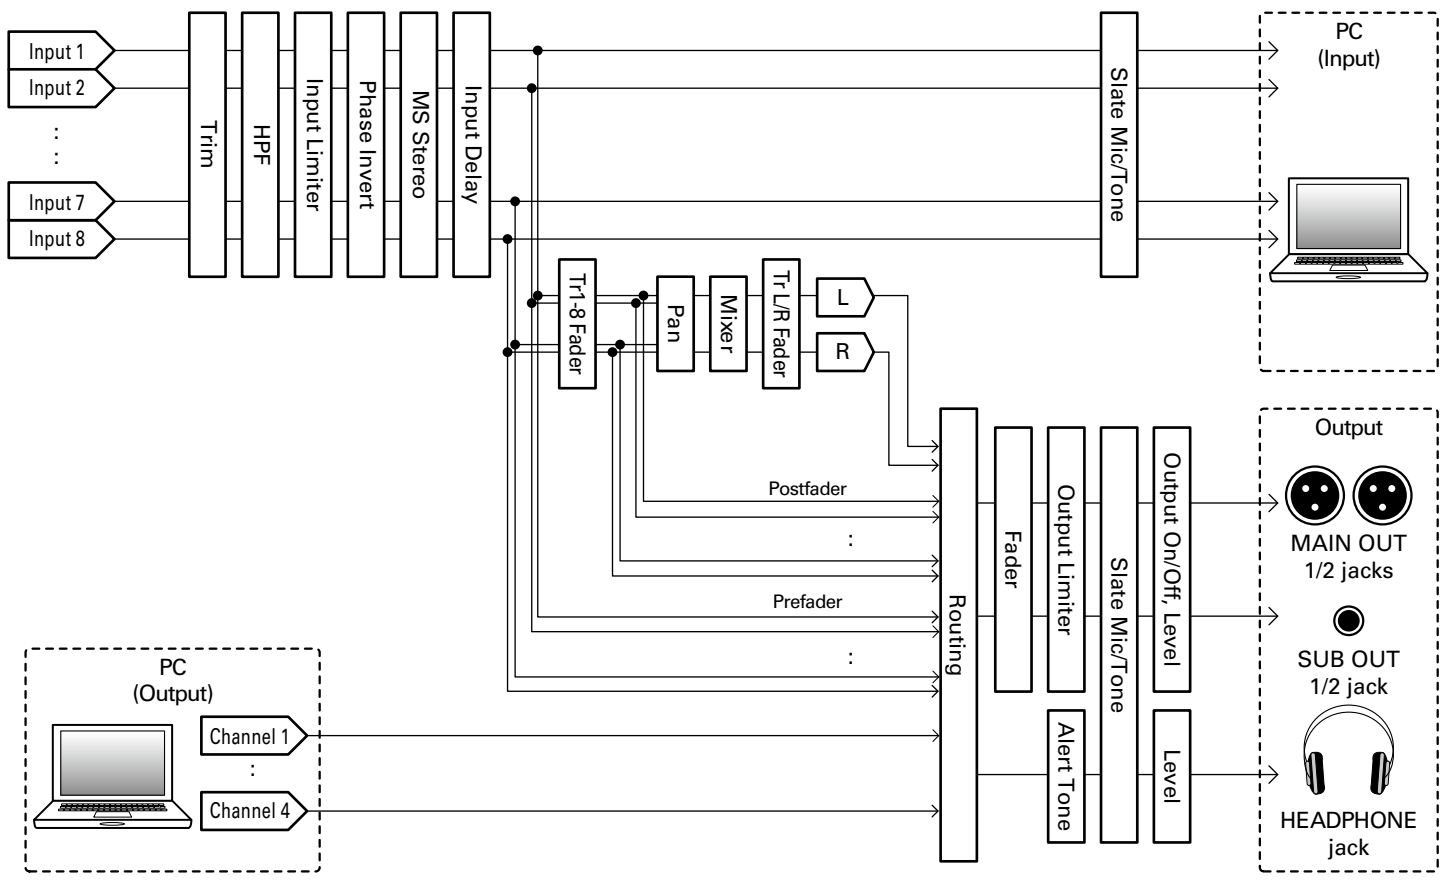 Input 1
Input 2
:
:
Input 7
Input 8
Trim
HPF
Input Limiter
Phase Invert
MS Stereo
Input Delay
Slate Mic/Tone
PC
(Input)
Tr1-8 Fader
Pan
Mixer
Tr L/R Fader
L
R
Postfader
:
Prefader
:
PC
(Output)
Channel 1
:
Channel 4
Routing
Fader
Output Limiter
Slate Mic/Tone
Output On/Off, Level
Alert Tone
Level
Output
MAIN OUT
1/2 jacks
SUB OUT
1/2 jack
HEADPHONE
jack